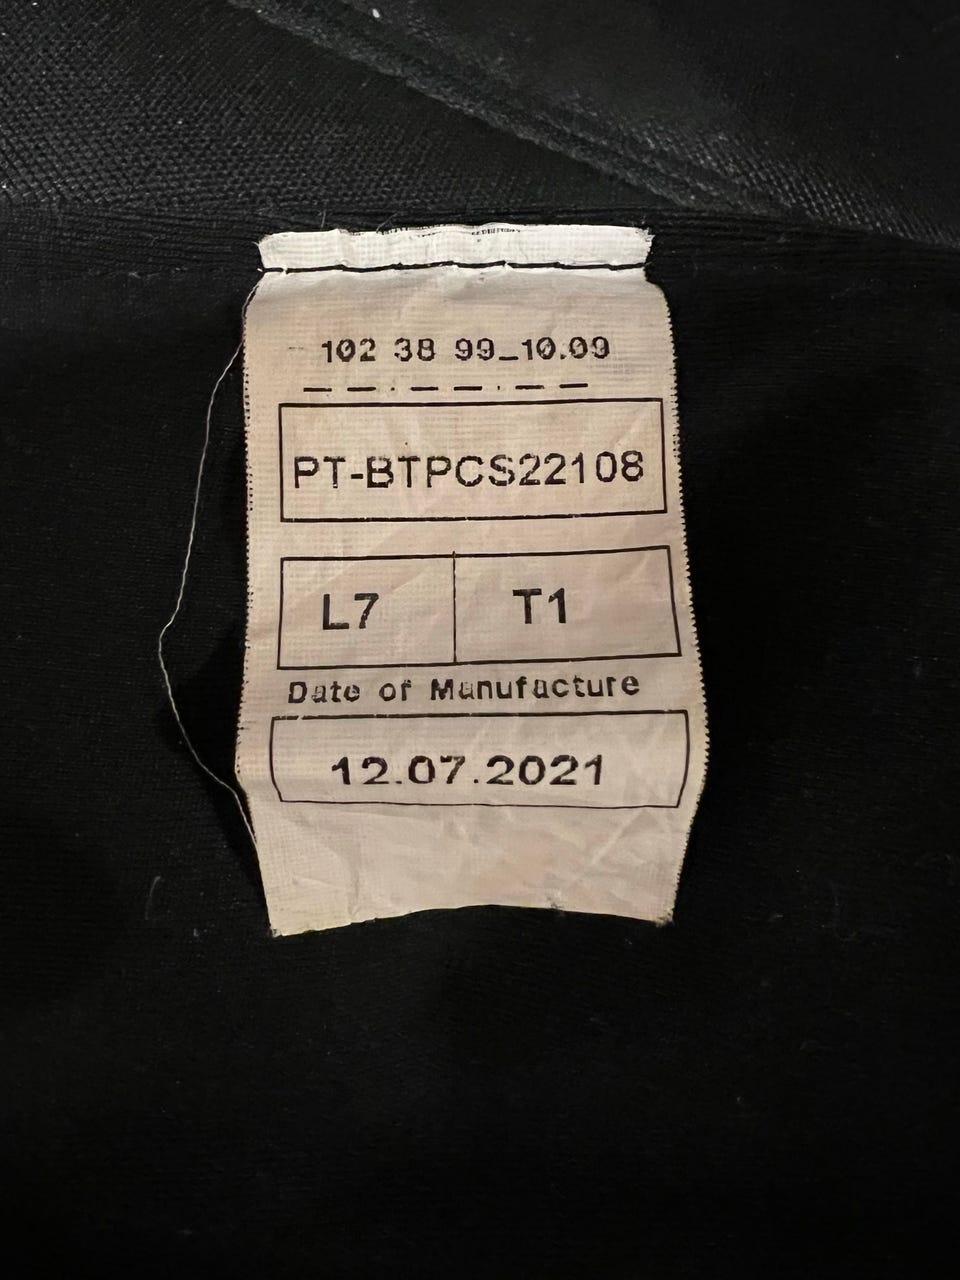 102 38 99_10.09
PT-BTPCS22108
L7 T1
Date of Manufacture
12.07.2021